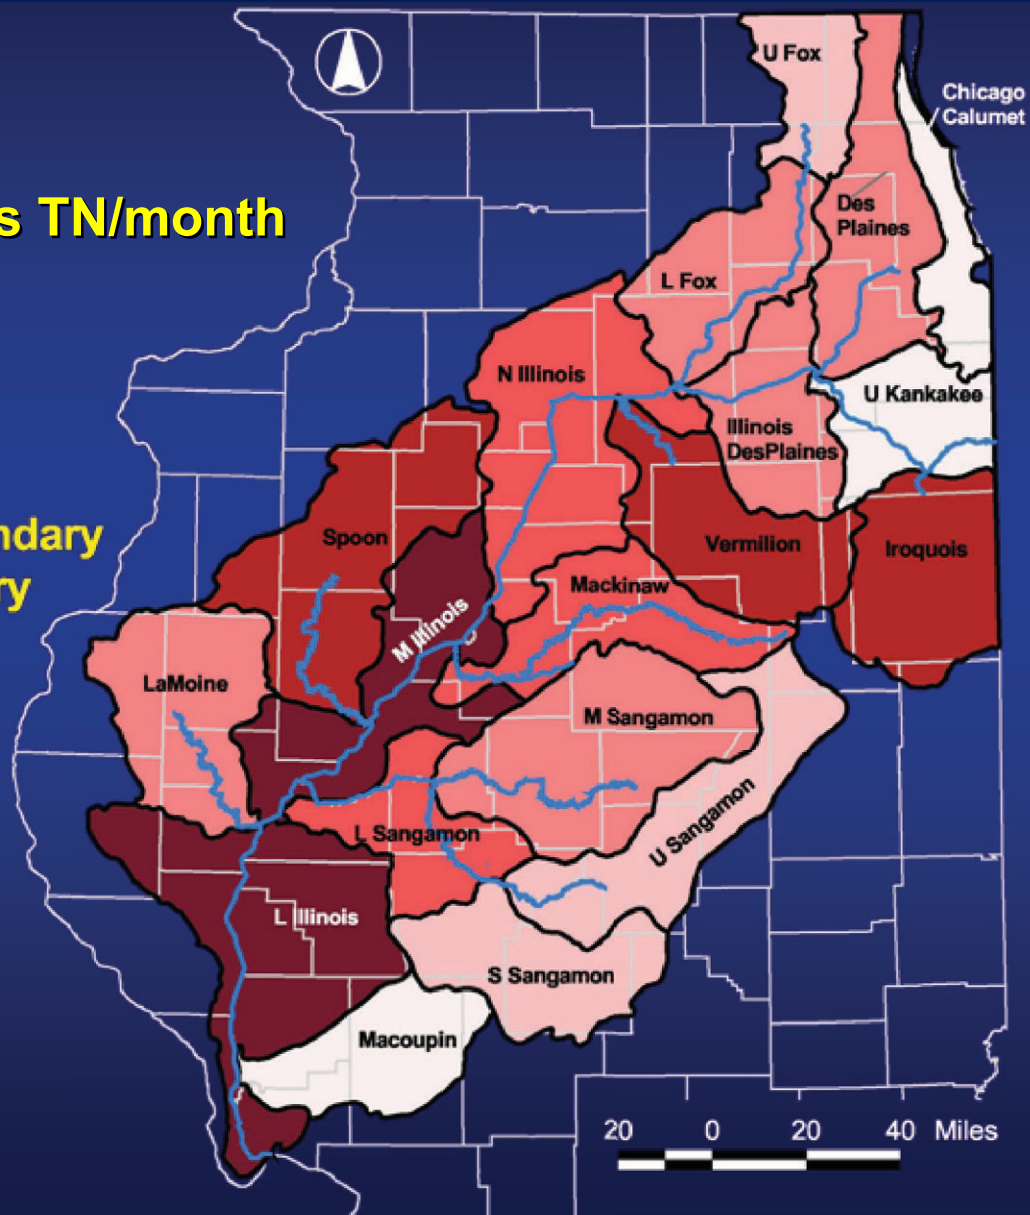 U Fox
Chicago
/Calumet
s TN/month
Des
Plaines
L Fox
N Illinois
U Kankakee
Illinois
DesPlaines
ndary
ry
Spoon
Vermilion
Iroquois
Mackinaw
M Illinois
LaMoine
M Sangamon
U Sangamon
L Sangamon
L Illinois
S Sangamon
Macoupin
20 0 20 40 Miles